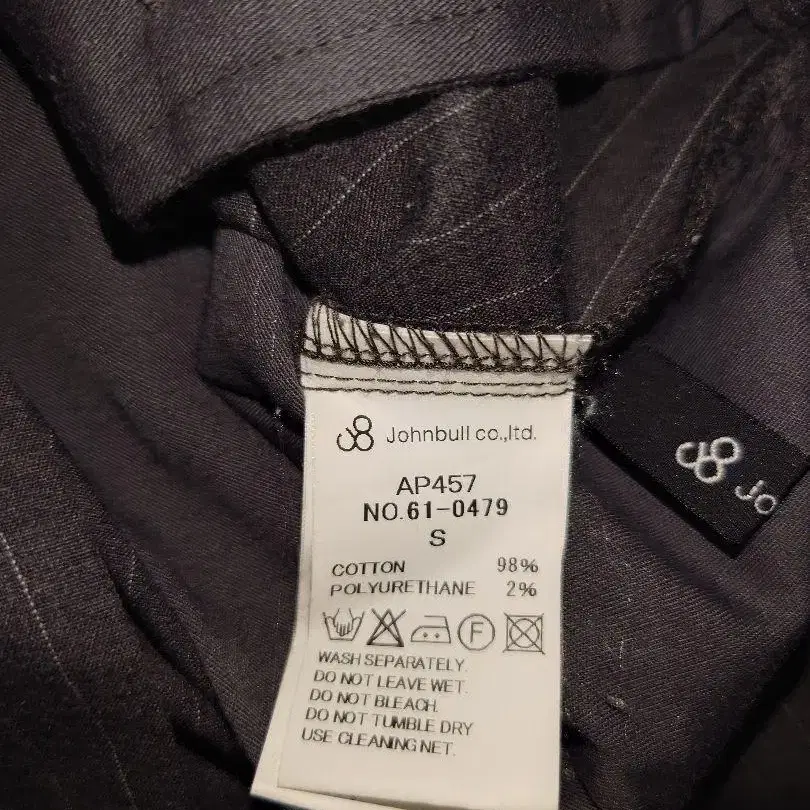 Johnbull co.,ltd.
AP457
NO.61-0479
S
COTTON 98%
POLYURETHANE 2%
F
WASH SEPARATELY.
DO NOT LEAVE WET.
DO NOT BLEACH.
DO NOT TUMBLE DRY
USE CLEANING NET.
Jo